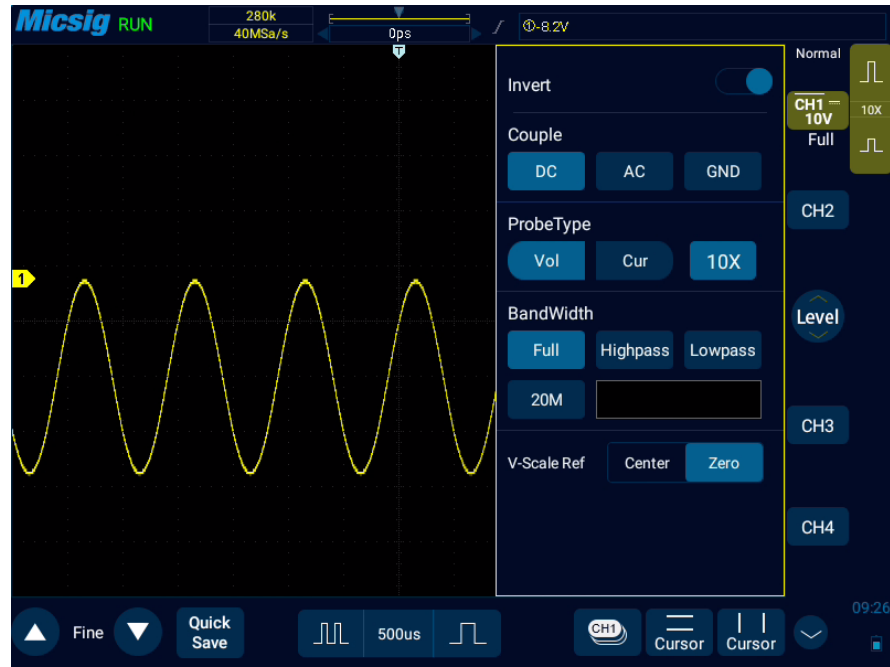 Micsig RUN
280k
40MSa/s
0ps
①-8.2V
T
1
Invert
Couple
DC AC GND
ProbeType
Vol Cur 10X
BandWidth
Full Highpass Lowpass
20M
V-Scale Ref Center Zero
Normal
CH1
10V
Full
10X
CH2
Level
CH3
CH4
Fine
Quick
Save
500us
CH1
Cursor
Cursor
09:26